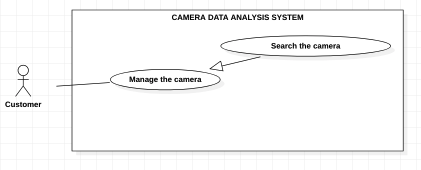 CAMERA DATA ANALYSIS SYSTEM
Search the camera
Manage the camera
Customer